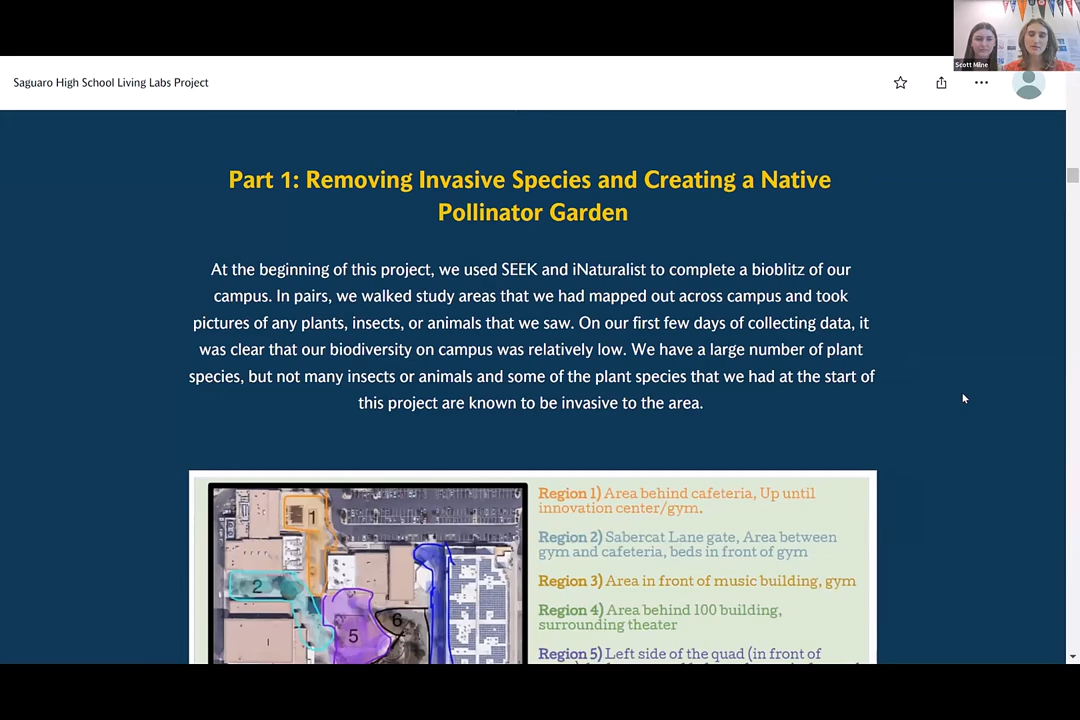 Scott Milne
Saguaro High School Living Labs Project
Part 1: Removing Invasive Species and Creating a Native
Pollinator Garden
At the beginning of this project, we used SEEK and iNaturalist to complete a bioblitz of our
campus. In pairs, we walked study areas that we had mapped out across campus and took
pictures of any plants, insects, or animals that we saw. On our first few days of collecting data, it
was clear that our biodiversity on campus was relatively low. We have a large number of plant
species, but not many insects or animals and some of the plant species that we had at the start of
this project are known to be invasive to the area.
1
2
5
6
Region 1) Area behind cafeteria, Up until
innovation center/gym.
Region 2) Sabercat Lane gate, Area between
gym and cafeteria, beds in front of gym
Region 3) Area in front of music building, gym
Region 4) Area behind 100 building,
surrounding theater
Region 5) Left side of the quad (in front of